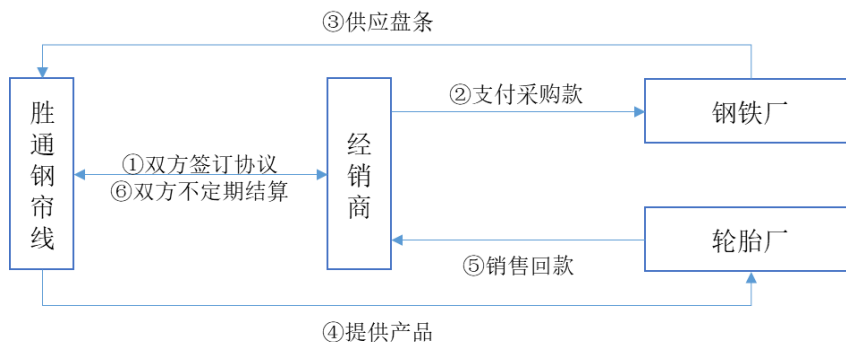 ③供应盘条
胜通钢帘线
经销商
②支付采购款
钢铁厂
①双方签订协议
⑥双方不定期结算
轮胎厂
⑤销售回款
④提供产品